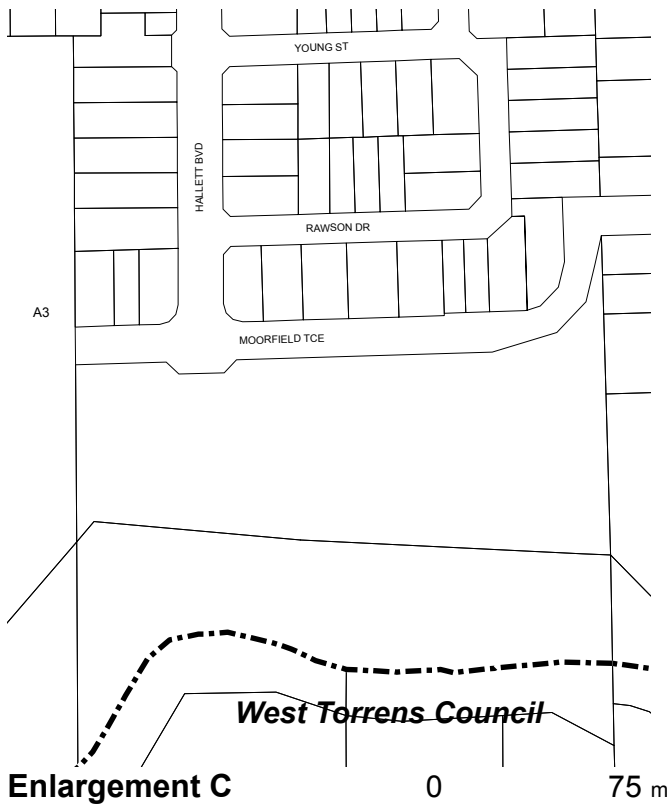 YOUNG ST
HALLETT BVD
RAWSON DR
A3
MOORFIELD TCE
West Torrens Council
Enlargement C 0 75 m